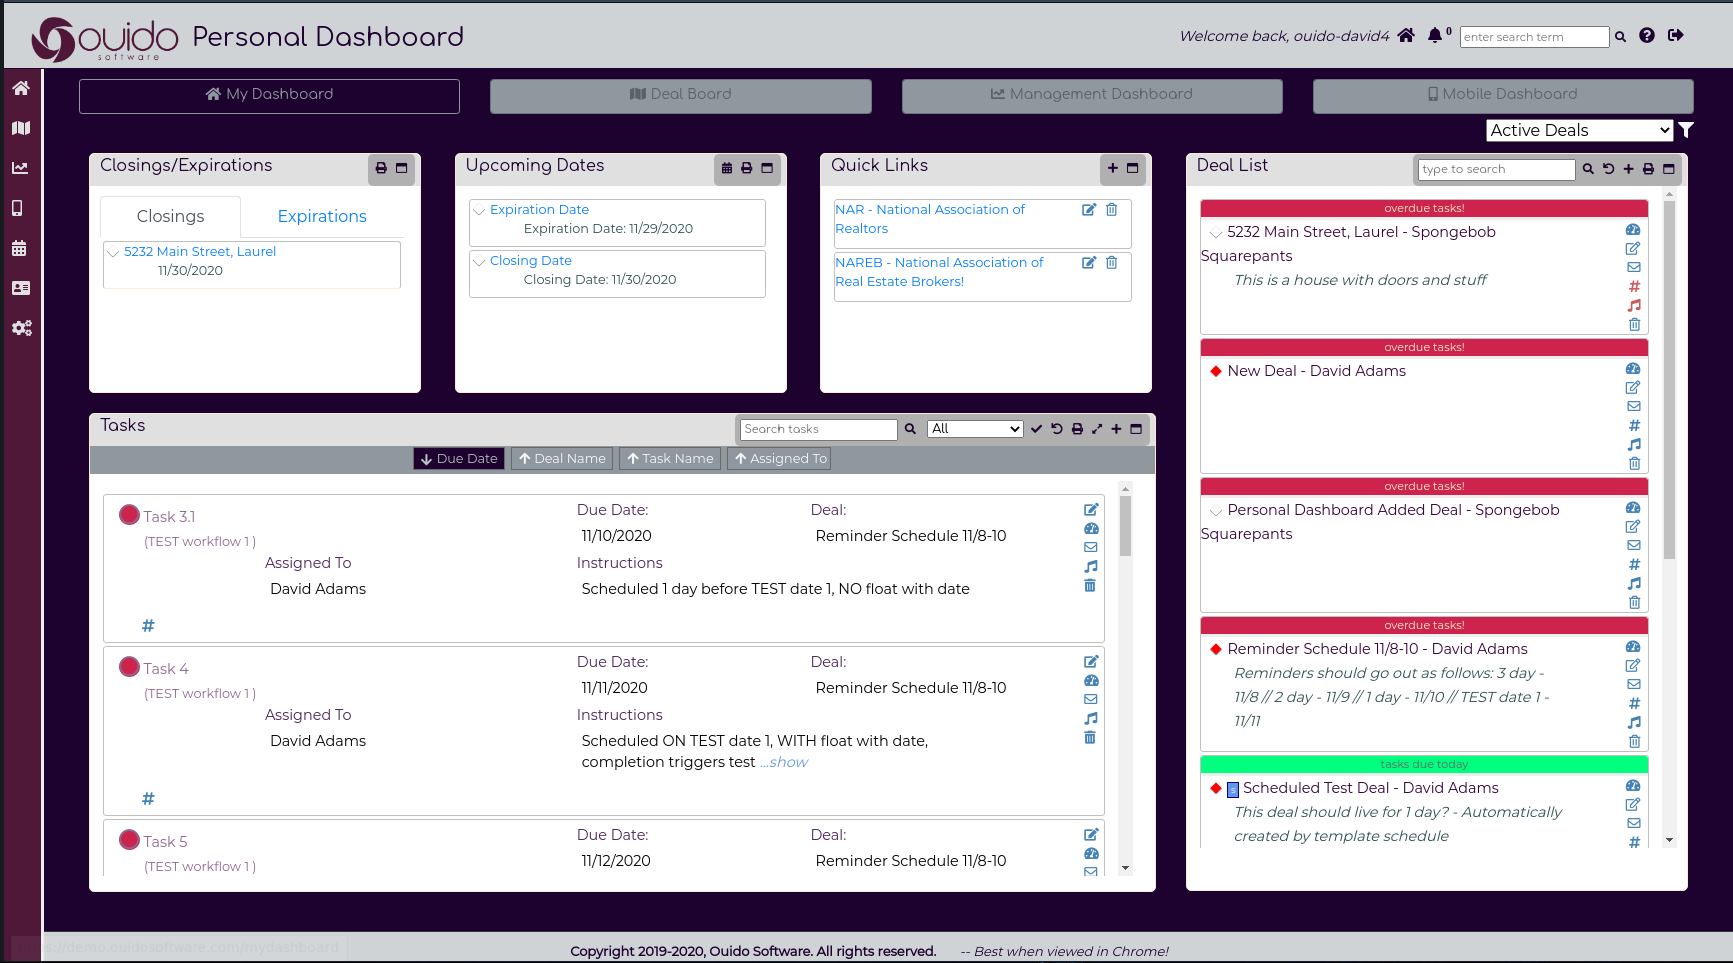 ouido
software
Personal Dashboard
Welcome back, ouido-david4
0
enter search term
My Dashboard
Deal Board
Management Dashboard
Mobile Dashboard
Active Deals
Closings/Expirations
Closings
Expirations
5232 Main Street, Laurel
11/30/2020
Upcoming Dates
Expiration Date
Expiration Date: 11/29/2020
Closing Date
Closing Date: 11/30/2020
Quick Links
NAR - National Association of
Realtors
NAREB - National Association of
Real Estate Brokers!
Deal List
type to search
overdue tasks!
5232 Main Street, Laurel - Spongebob
Squarepants
This is a house with doors and stuff
overdue tasks!
New Deal - David Adams
overdue tasks!
Personal Dashboard Added Deal - Spongebob
Squarepants
overdue tasks!
Reminder Schedule 11/8-10 - David Adams
Reminders should go out as follows: 3 day -
11/8 // 2 day - 11/9 // 1 day - 11/10 // TEST date 1 -
11/11
tasks due today
s Scheduled Test Deal - David Adams
This deal should live for 1 day? - Automatically
created by template schedule
Tasks
Search tasks
All
Due Date
Deal Name
Task Name
Assigned To
Task 3.1
(TEST workflow 1 )
Due Date:
11/10/2020
Deal:
Reminder Schedule 11/8-10
Assigned To
David Adams
Instructions
Scheduled 1 day before TEST date 1, NO float with date
#
Task 4
(TEST workflow 1 )
Due Date:
11/11/2020
Deal:
Reminder Schedule 11/8-10
Assigned To
David Adams
Instructions
Scheduled ON TEST date 1, WITH float with date,
completion triggers test ...show
#
Task 5
(TEST workflow 1 )
Due Date:
11/12/2020
Deal:
Reminder Schedule 11/8-10
://demo.ouidosoftware.com/mydashboard
Copyright 2019-2020, Ouido Software. All rights reserved.
-- Best when viewed in Chrome!